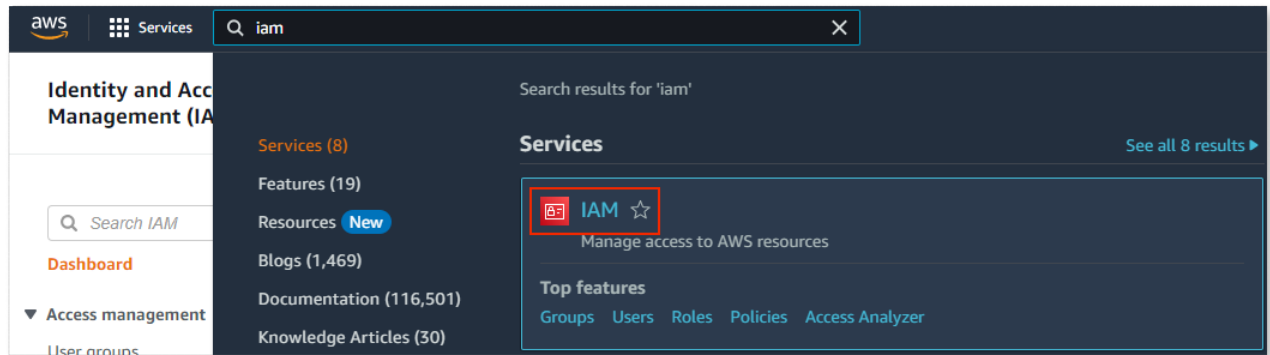 aws Services iam
Identity and Acc
Management (IA
Search IAM
Dashboard
Access management
User groups
Services (8)
Features (19)
Resources New
Blogs (1,469)
Documentation (116,501)
Knowledge Articles (30)
Search results for 'iam'
Services See all 8 results
IAM
Manage access to AWS resources
Top features
Groups Users Roles Policies Access Analyzer